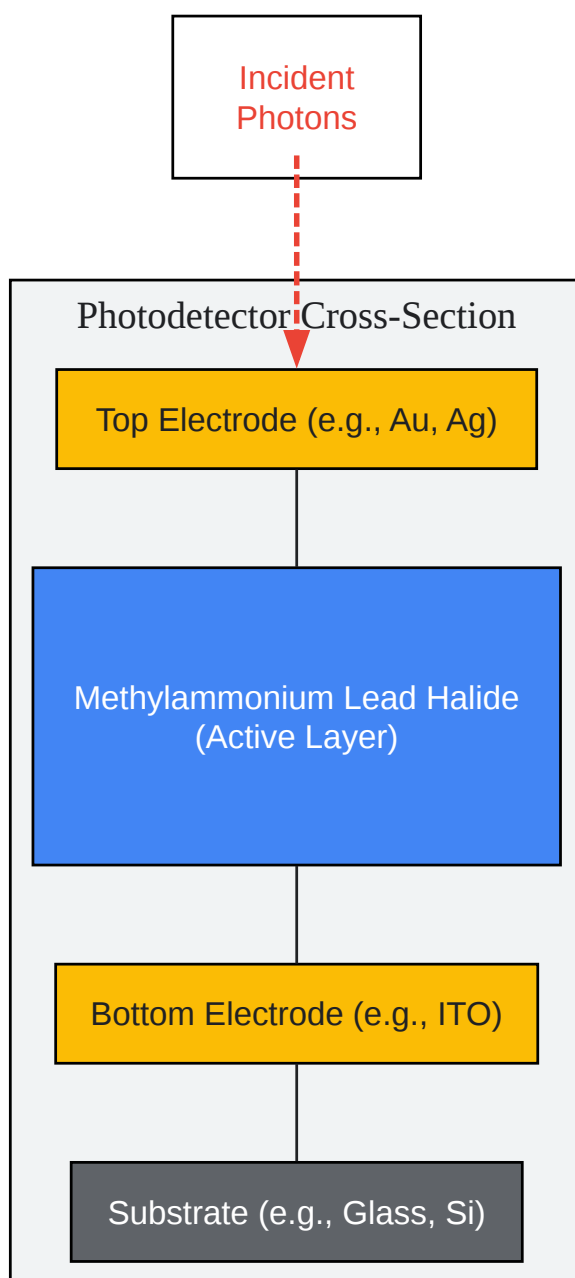 Incident
Photons
Photodetector Cross-Section
Top Electrode (e.g., Au, Ag)
Methylammonium Lead Halide
(Active Layer)
Bottom Electrode (e.g., ITO)
Substrate (e.g., Glass, Si)